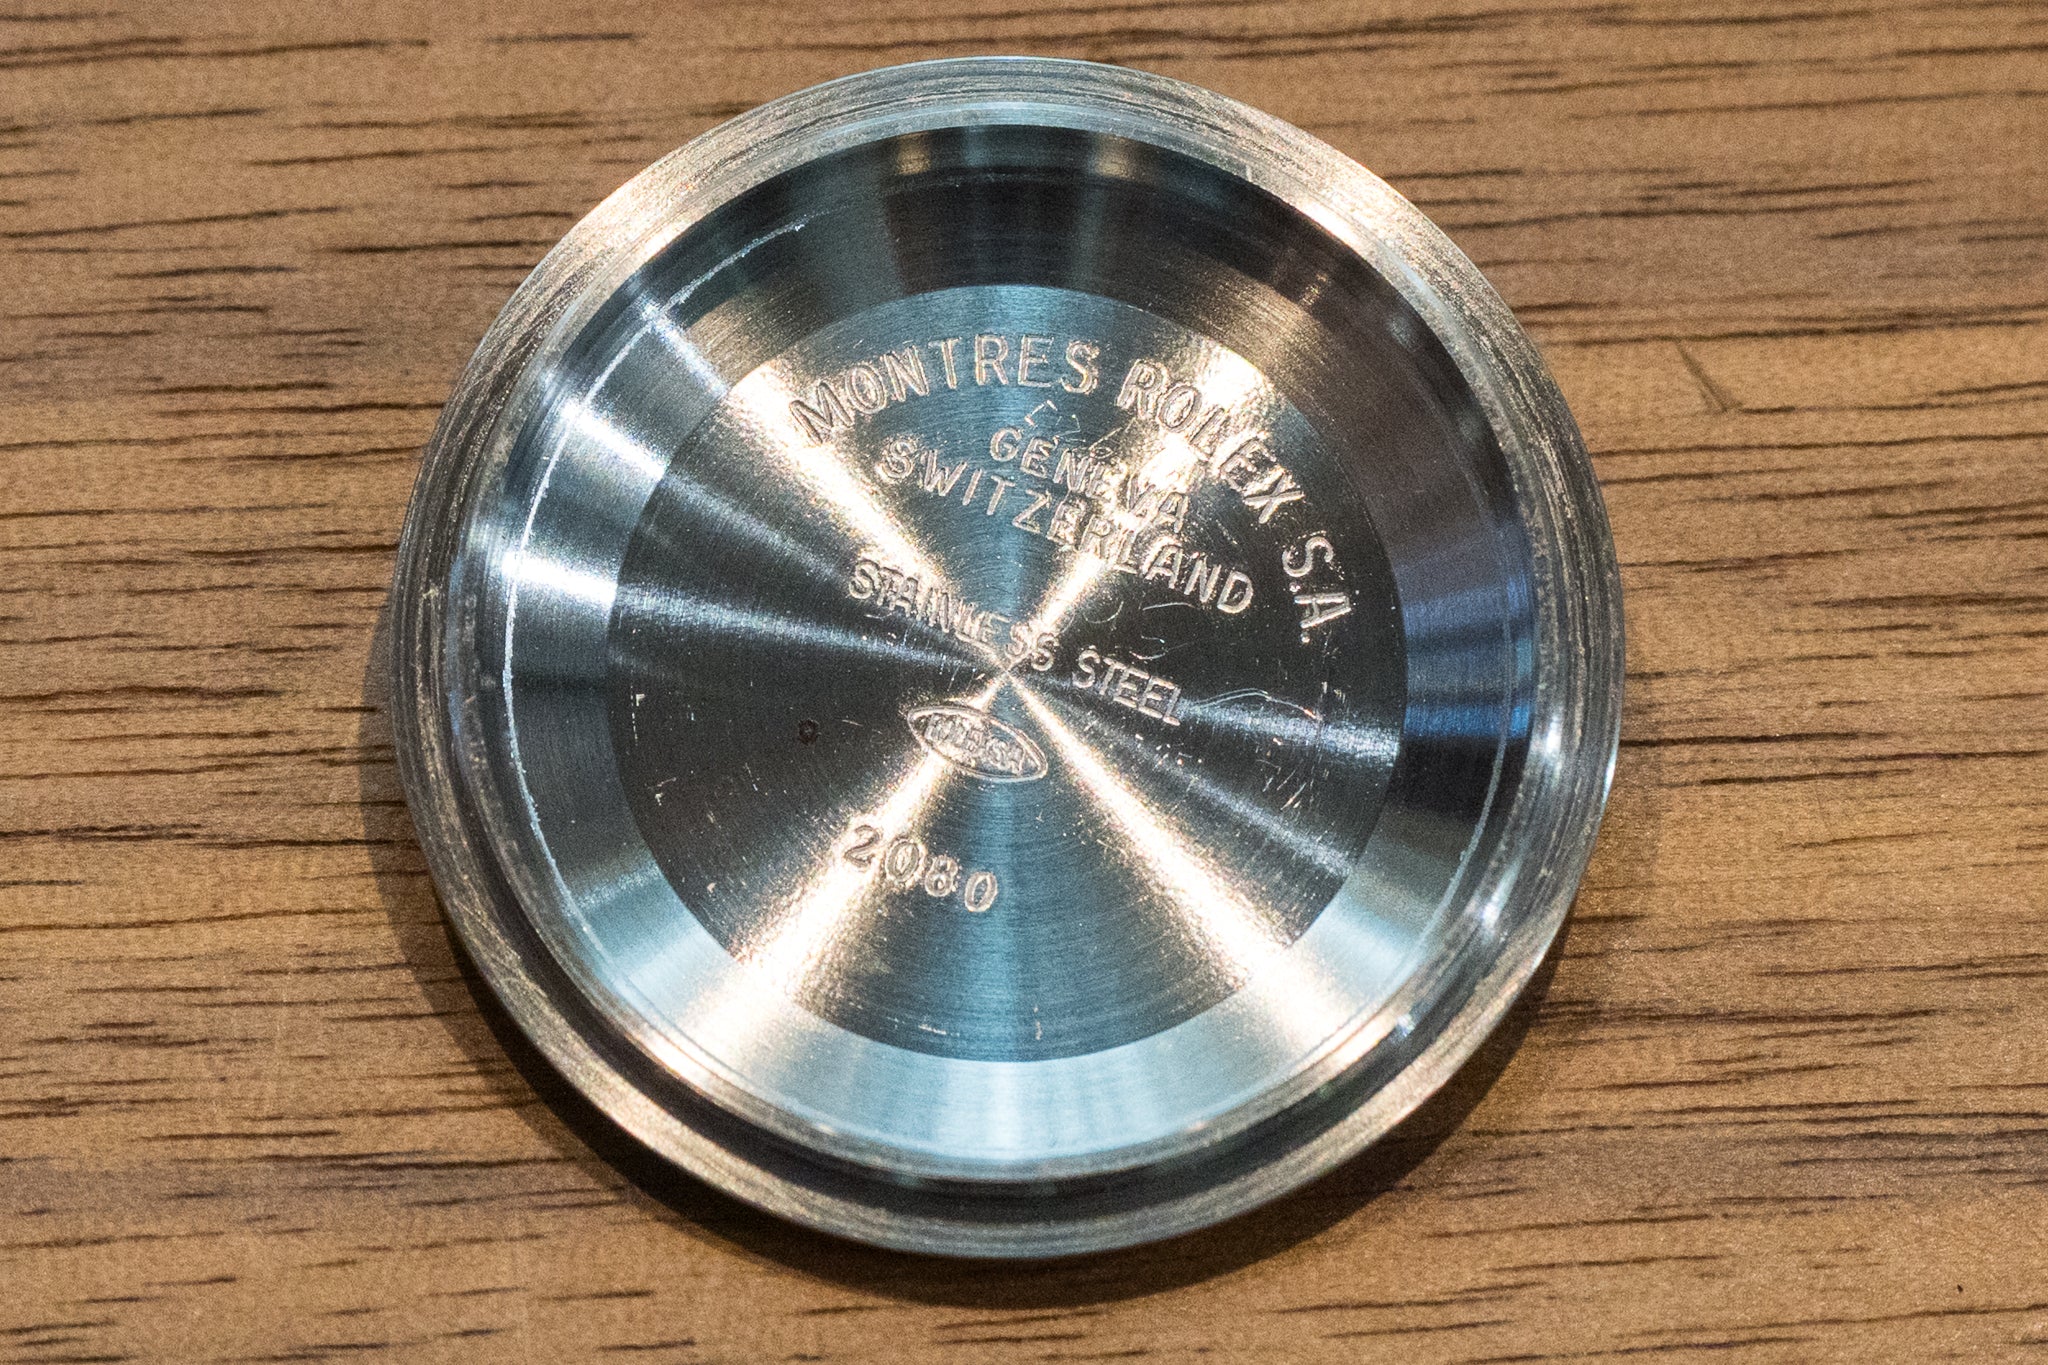 MONTRES ROLEX S.A.
GENEVA
SWITZERLAND
STAINLESS STEEL
2080